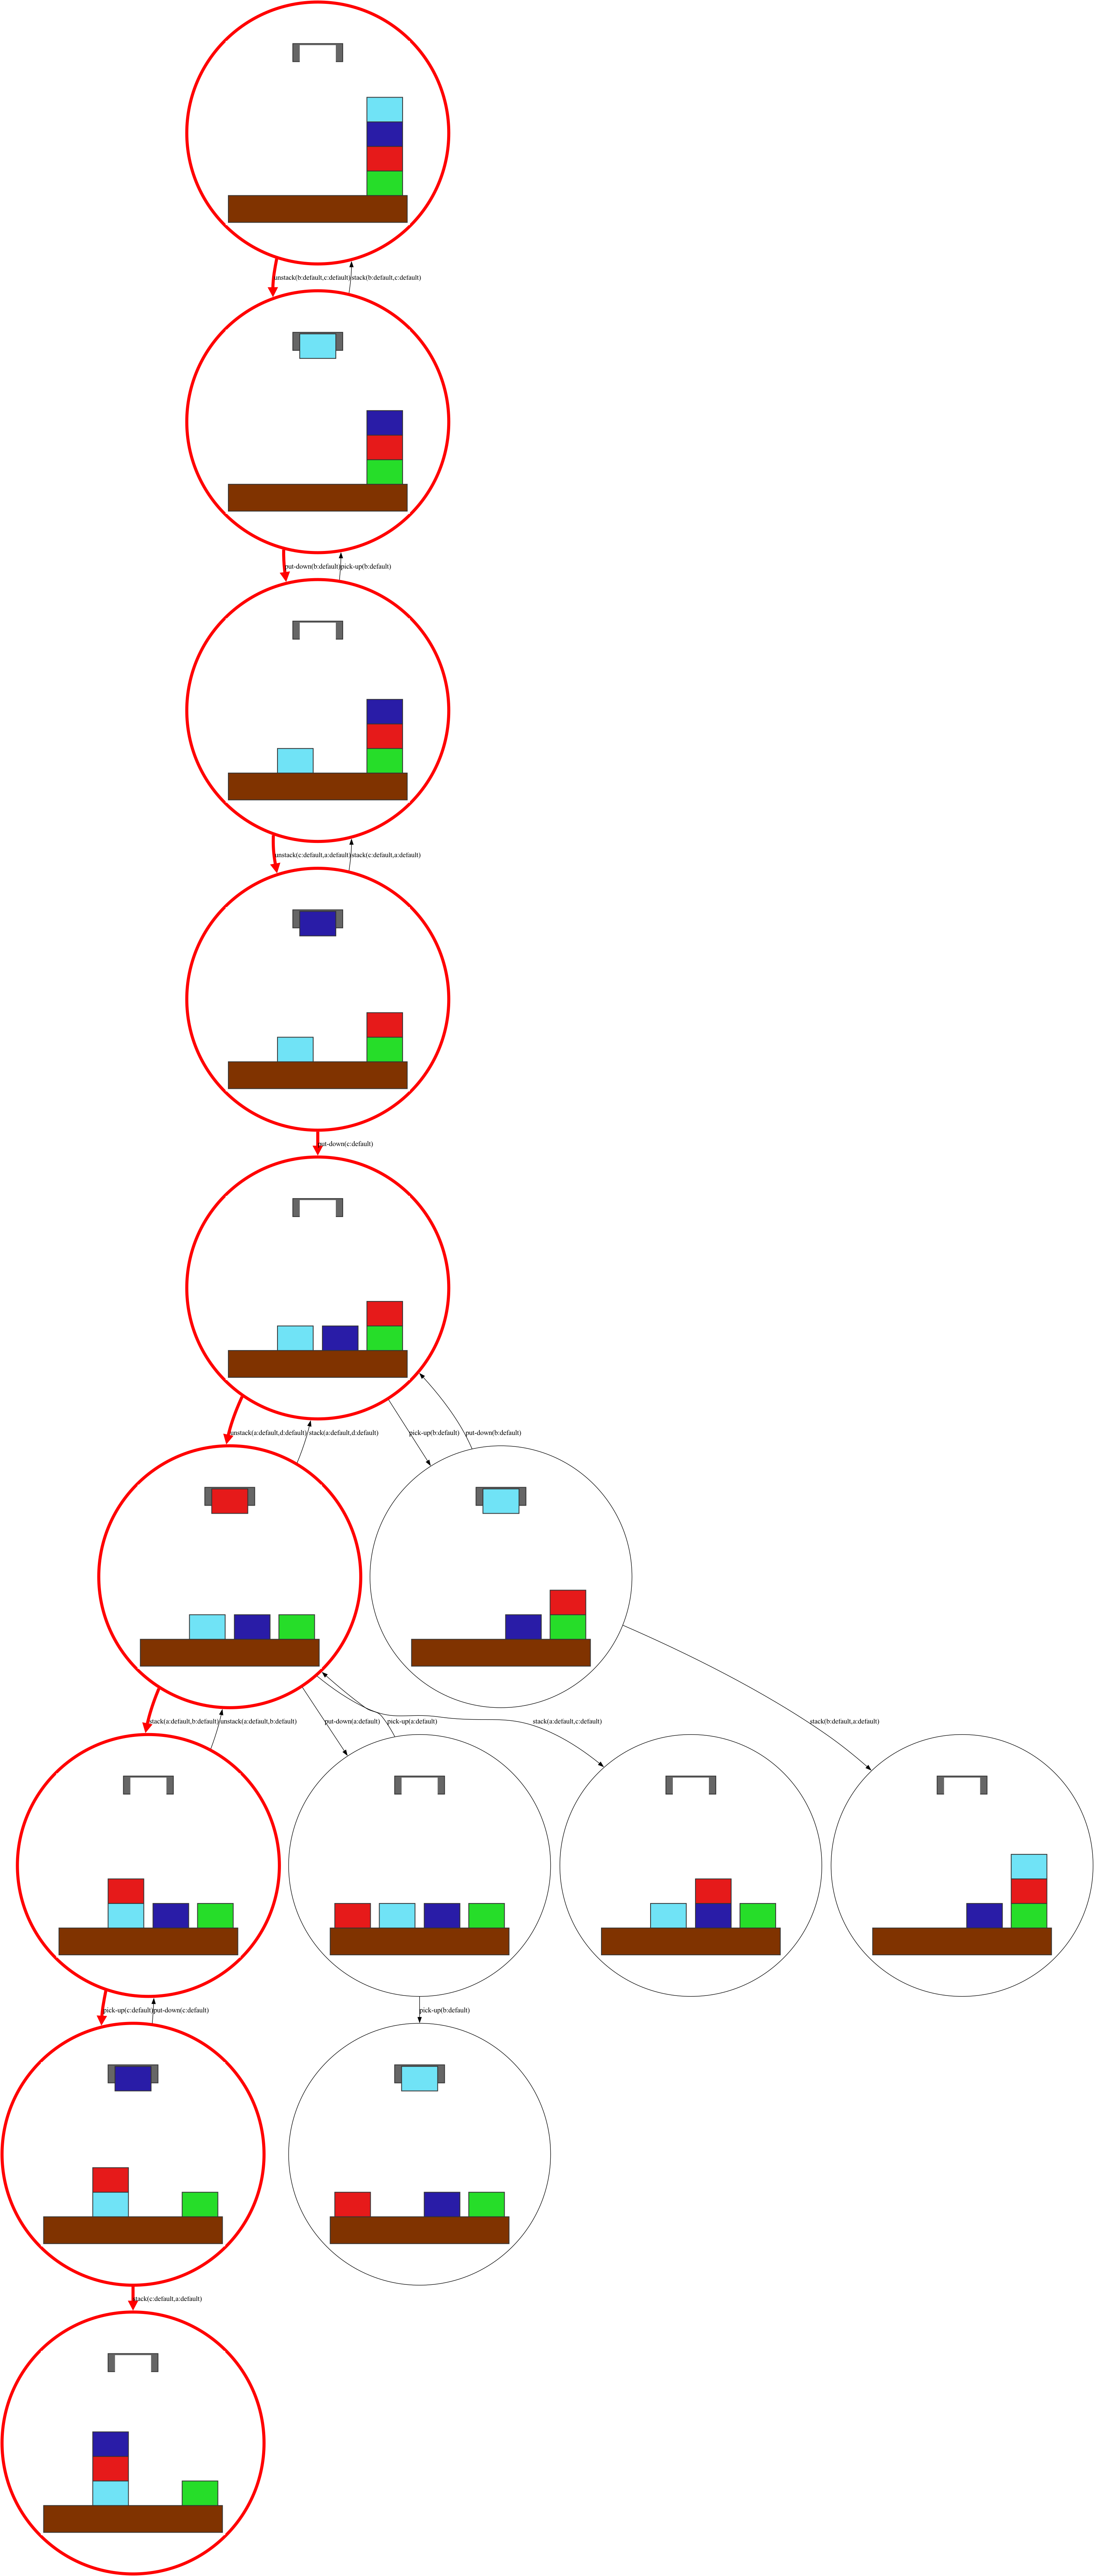 unstack(b:default,c:default)
stack(b:default,c:default)
put-down(b:default)
pick-up(b:default)
unstack(c:default,a:default)
stack(c:default,a:default)
put-down(c:default)
unstack(a:default,d:default)
stack(a:default,d:default)
pick-up(b:default)
put-down(b:default)
stack(a:default,b:default)
unstack(a:default,b:default)
put-down(a:default)
pick-up(a:default)
stack(a:default,c:default)
stack(b:default,a:default)
pick-up(c:default)
put-down(c:default)
pick-up(b:default)
stack(c:default,a:default)